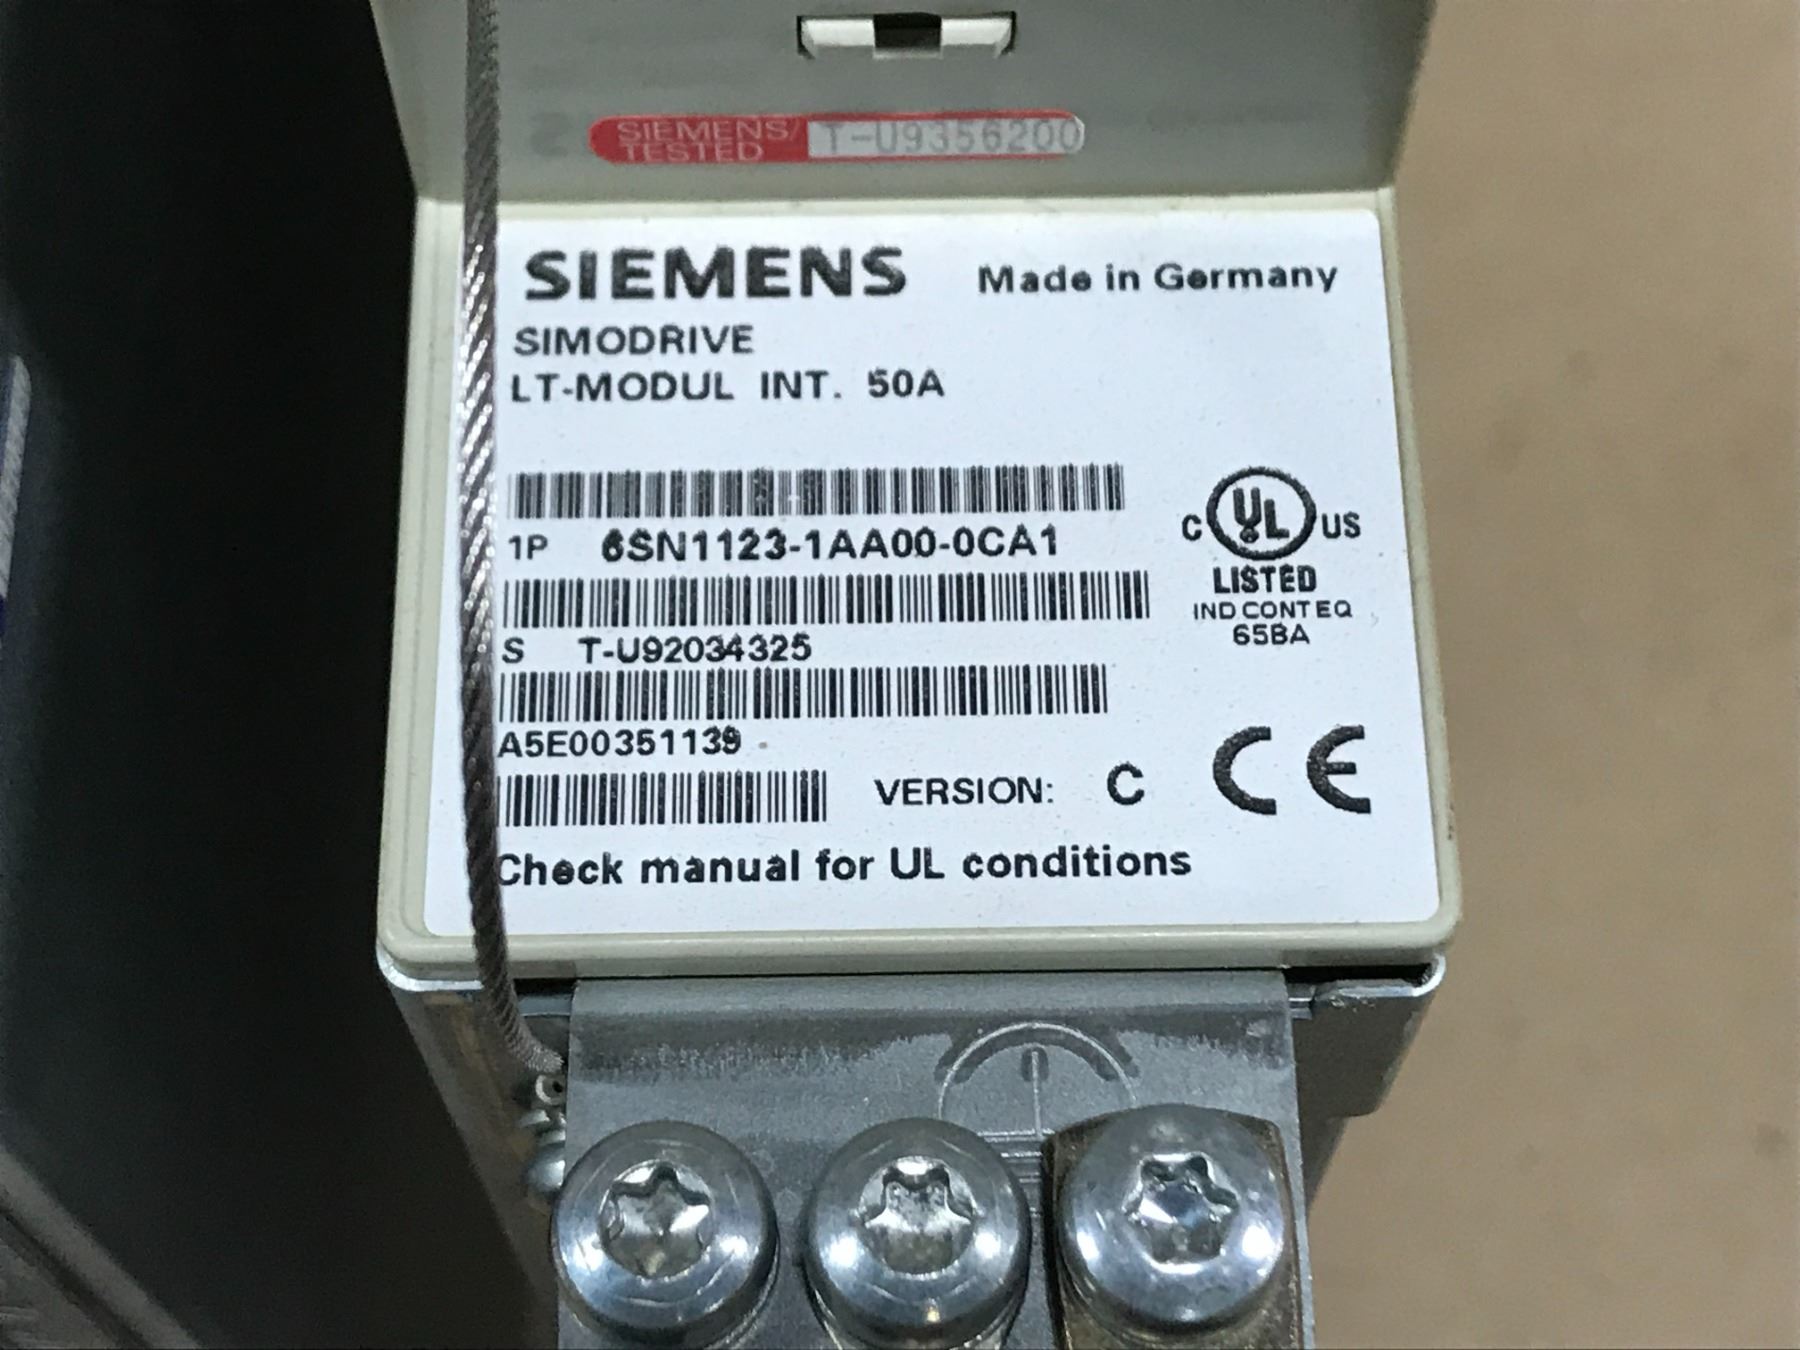 SIEMENS/ T-U9356200
TESTED
SIEMENS Made in Germany
SIMODRIVE
LT-MODUL INT. 50A
1P 6SN1123-1AA00-0CA1
C UL US
LISTED
IND CONT EQ
65BA
S T-U92034325
A5E00351139
VERSION: C CE
Check manual for UL conditions